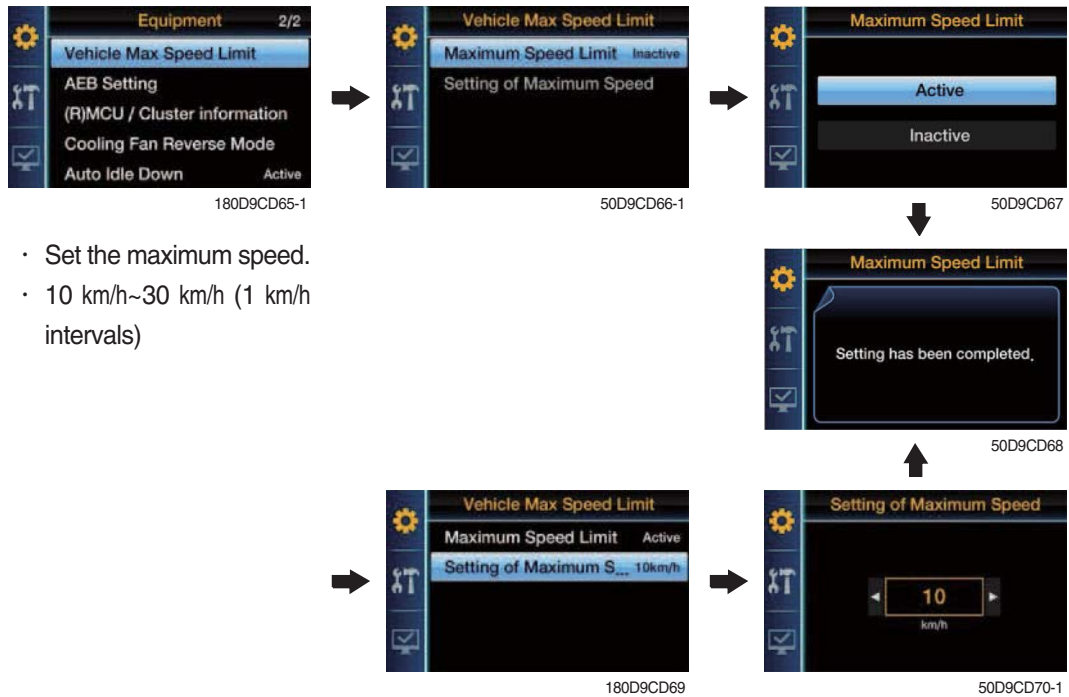 Equipment 2/2
Vehicle Max Speed Limit
AEB Setting
(R)MCU / Cluster information
Cooling Fan Reverse Mode
Auto Idle Down Active
180D9CD65-1
Vehicle Max Speed Limit
Maximum Speed Limit Inactive
Setting of Maximum Speed
50D9CD66-1
Maximum Speed Limit
Active
Inactive
50D9CD67
· Set the maximum speed.
· 10 km/h~30 km/h (1 km/h
intervals)
Maximum Speed Limit
Setting has been completed.
50D9CD68
Vehicle Max Speed Limit
Maximum Speed Limit Active
Setting of Maximum S... 10km/h
180D9CD69
Setting of Maximum Speed
10
km/h
50D9CD70-1